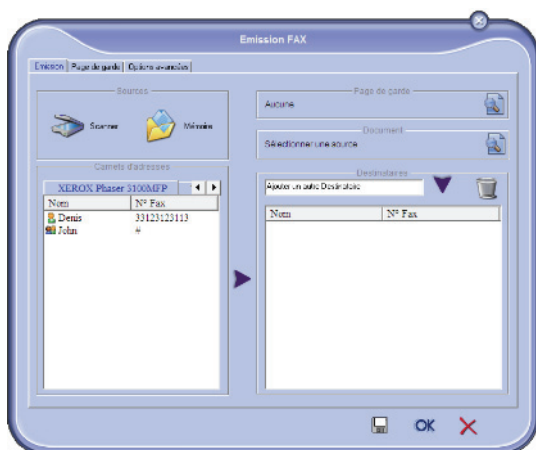 Emission FAX
Emission Page de garde Options avancées
Sources
Scanner Mémoire
Page de garde
Aucune
Document
Sélectionner une source
Carnets d'adresses
XEROX Phaser 3100MFP
Nom N° Fax
Denis 33123123113
John #
Destinataires
Ajouter un autre Destinataire
Nom N° Fax
OK